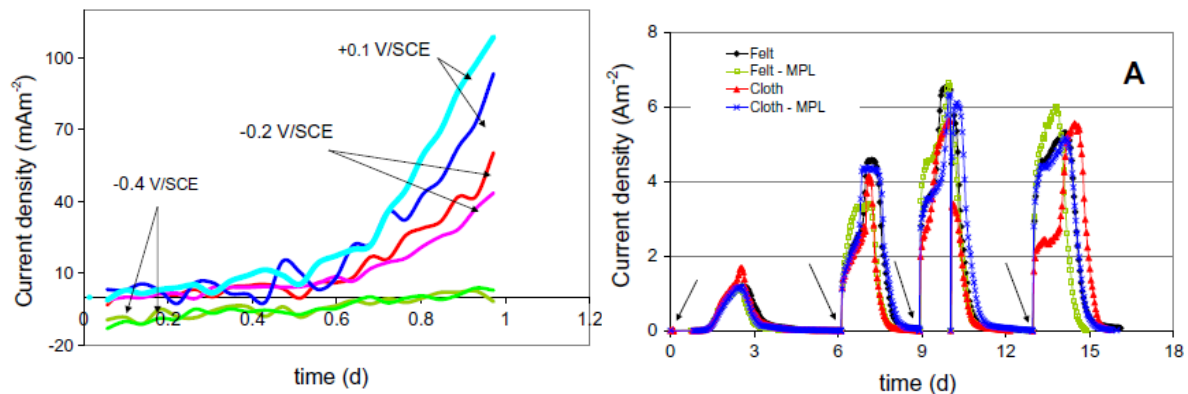 Current density (mAm-2)
100
70
40
10
-20
+0.1 V/SCE
-0.2 V/SCE
-0.4 V/SCE
0 0.2 0.4 0.6 0.8 1 1.2
time (d)
Current density (Am-2)
8
6
4
2
0
Felt
Felt - MPL
Cloth
Cloth - MPL
A
0 3 6 9 12 15 18
time (d)